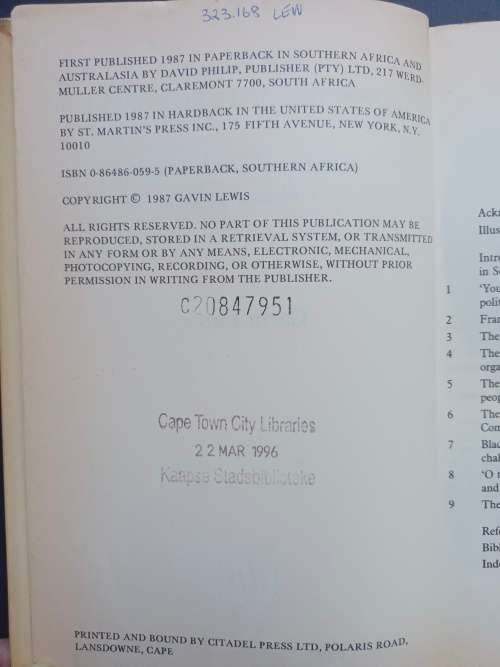 323.168 LEW
FIRST PUBLISHED 1987 IN PAPERBACK IN SOUTHERN AFRICA AND
AUSTRALASIA BY DAVID PHILIP, PUBLISHER (PTY) LTD, 217 WERD-
MULLER CENTRE, CLAREMONT 7700, SOUTH AFRICA
PUBLISHED 1987 IN HARDBACK IN THE UNITED STATES OF AMERICA
BY ST. MARTIN'S PRESS INC., 175 FIFTH AVENUE, NEW YORK, N.Y.
10010
ISBN 0-86486-059-5 (PAPERBACK, SOUTHERN AFRICA)
COPYRIGHT © 1987 GAVIN LEWIS
ALL RIGHTS RESERVED. NO PART OF THIS PUBLICATION MAY BE
REPRODUCED, STORED IN A RETRIEVAL SYSTEM, OR TRANSMITTED
IN ANY FORM OR BY ANY MEANS, ELECTRONIC, MECHANICAL,
PHOTOCOPYING, RECORDING, OR OTHERWISE, WITHOUT PRIOR
PERMISSION IN WRITING FROM THE PUBLISHER.
C20847951
Cape Town City Libraries
22 MAR 1996
Kaapse Stadsbiblioteke
PRINTED AND BOUND BY CITADEL PRESS LTD, POLARIS ROAD,
LANSDOWNE, CAPE
Ackn
Illus
Intro
in So
1 'You
polit
2 Fran
3 The
4 The
orga
5 The
peop
6 The
Com
7 Blac
chal
8 'O m
and
9 The
Refe
Bibl
Inde